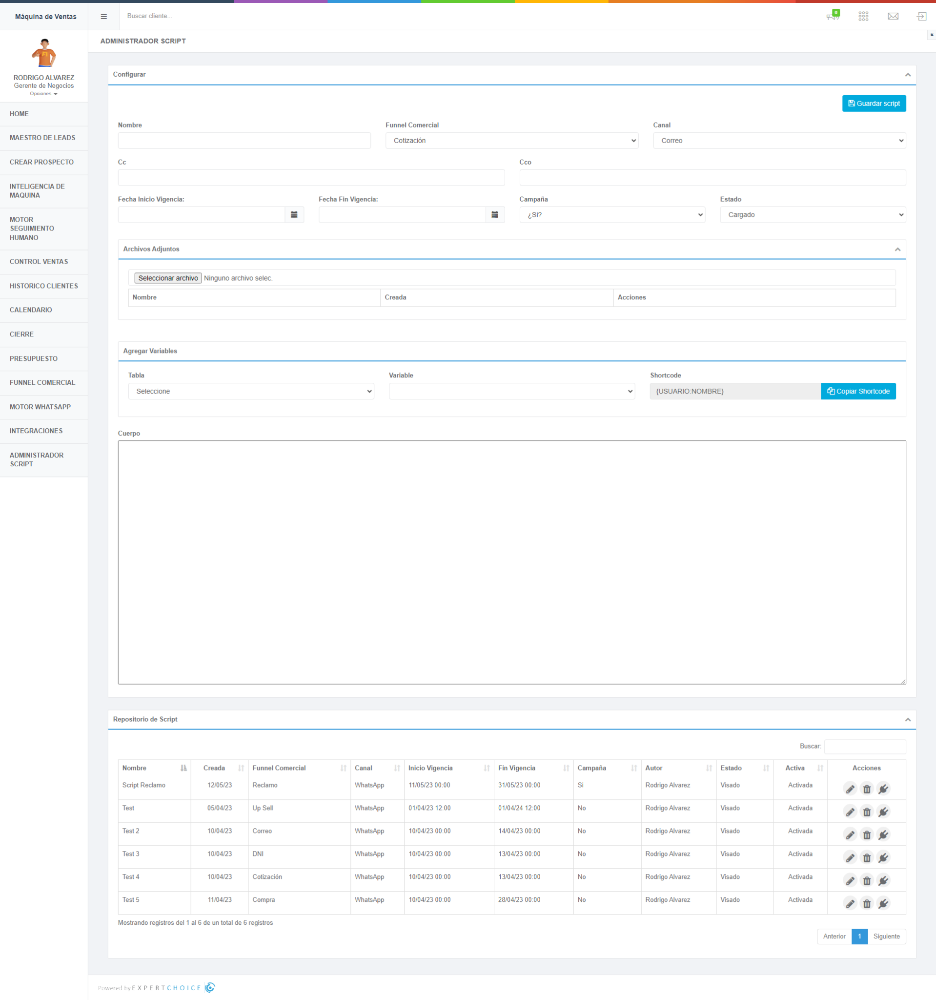 Máquina de Ventas
Buscar cliente...
0
F1
RODRIGO ALVAREZ
Gerente de Negocios
Opciones
HOME
MAESTRO DE LEADS
CREAR PROSPECTO
INTELIGENCIA DE
MAQUINA
MOTOR
SEGUIMIENTO
HUMANO
CONTROL VENTAS
HISTORICO CLIENTES
CALENDARIO
CIERRE
PRESUPUESTO
FUNNEL COMERCIAL
MOTOR WHATSAPP
INTEGRACIONES
ADMINISTRADOR
SCRIPT
ADMINISTRADOR SCRIPT
Configurar
Guardar script
Nombre Funnel Comercial Canal
Cotización Correo
Cc Cco
Fecha Inicio Vigencia: Fecha Fin Vigencia: Campaña Estado
¿Si? Cargado
Archivos Adjuntos
Seleccionar archivo Ninguno archivo selec.
Nombre Creada Acciones
Agregar Variables
Tabla Variable Shortcode
Seleccione {USUARIO:NOMBRE} Copiar Shortcode
Cuerpo
Repositorio de Script
Buscar:
Nombre Creada Funnel Comercial Canal Inicio Vigencia Fin Vigencia Campaña Autor Estado Activa Acciones
Script Reclamo 12/05/23 Reclamo WhatsApp 11/05/23 00:00 31/05/23 00:00 Si Rodrigo Alvarez Visado Activada
Test 05/04/23 Up Sell WhatsApp 01/04/23 12:00 01/04/24 12:00 No Rodrigo Alvarez Visado Activada
Test 2 10/04/23 Correo WhatsApp 10/04/23 00:00 14/04/23 00:00 No Rodrigo Alvarez Visado Activada
Test 3 10/04/23 DNI WhatsApp 10/04/23 00:00 13/04/23 00:00 No Rodrigo Alvarez Visado Activada
Test 4 10/04/23 Cotización WhatsApp 10/04/23 00:00 13/04/23 00:00 No Rodrigo Alvarez Visado Activada
Test 5 11/04/23 Compra WhatsApp 10/04/23 00:00 28/04/23 00:00 No Rodrigo Alvarez Visado Activada
Mostrando registros del 1 al 6 de un total de 6 registros
Anterior 1 Siguiente
Powered by EXPERTCHOICE